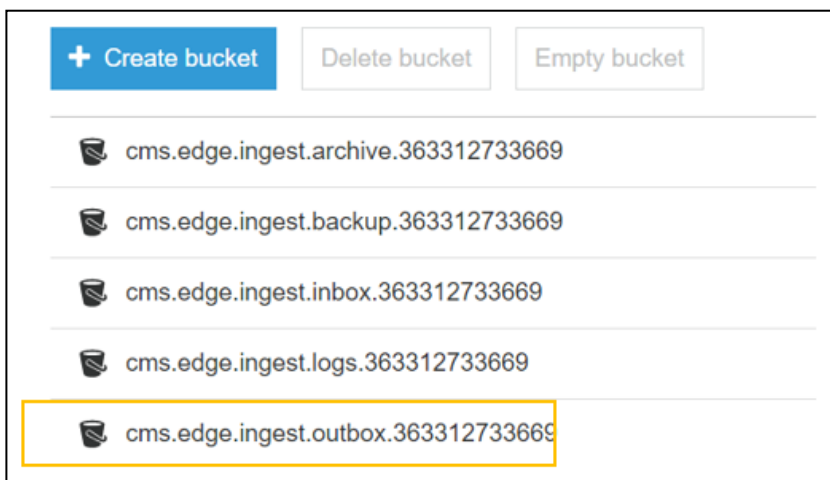 + Create bucket Delete bucket Empty bucket
cms.edge.ingest.archive.363312733669
cms.edge.ingest.backup.363312733669
cms.edge.ingest.inbox.363312733669
cms.edge.ingest.logs.363312733669
cms.edge.ingest.outbox.363312733669